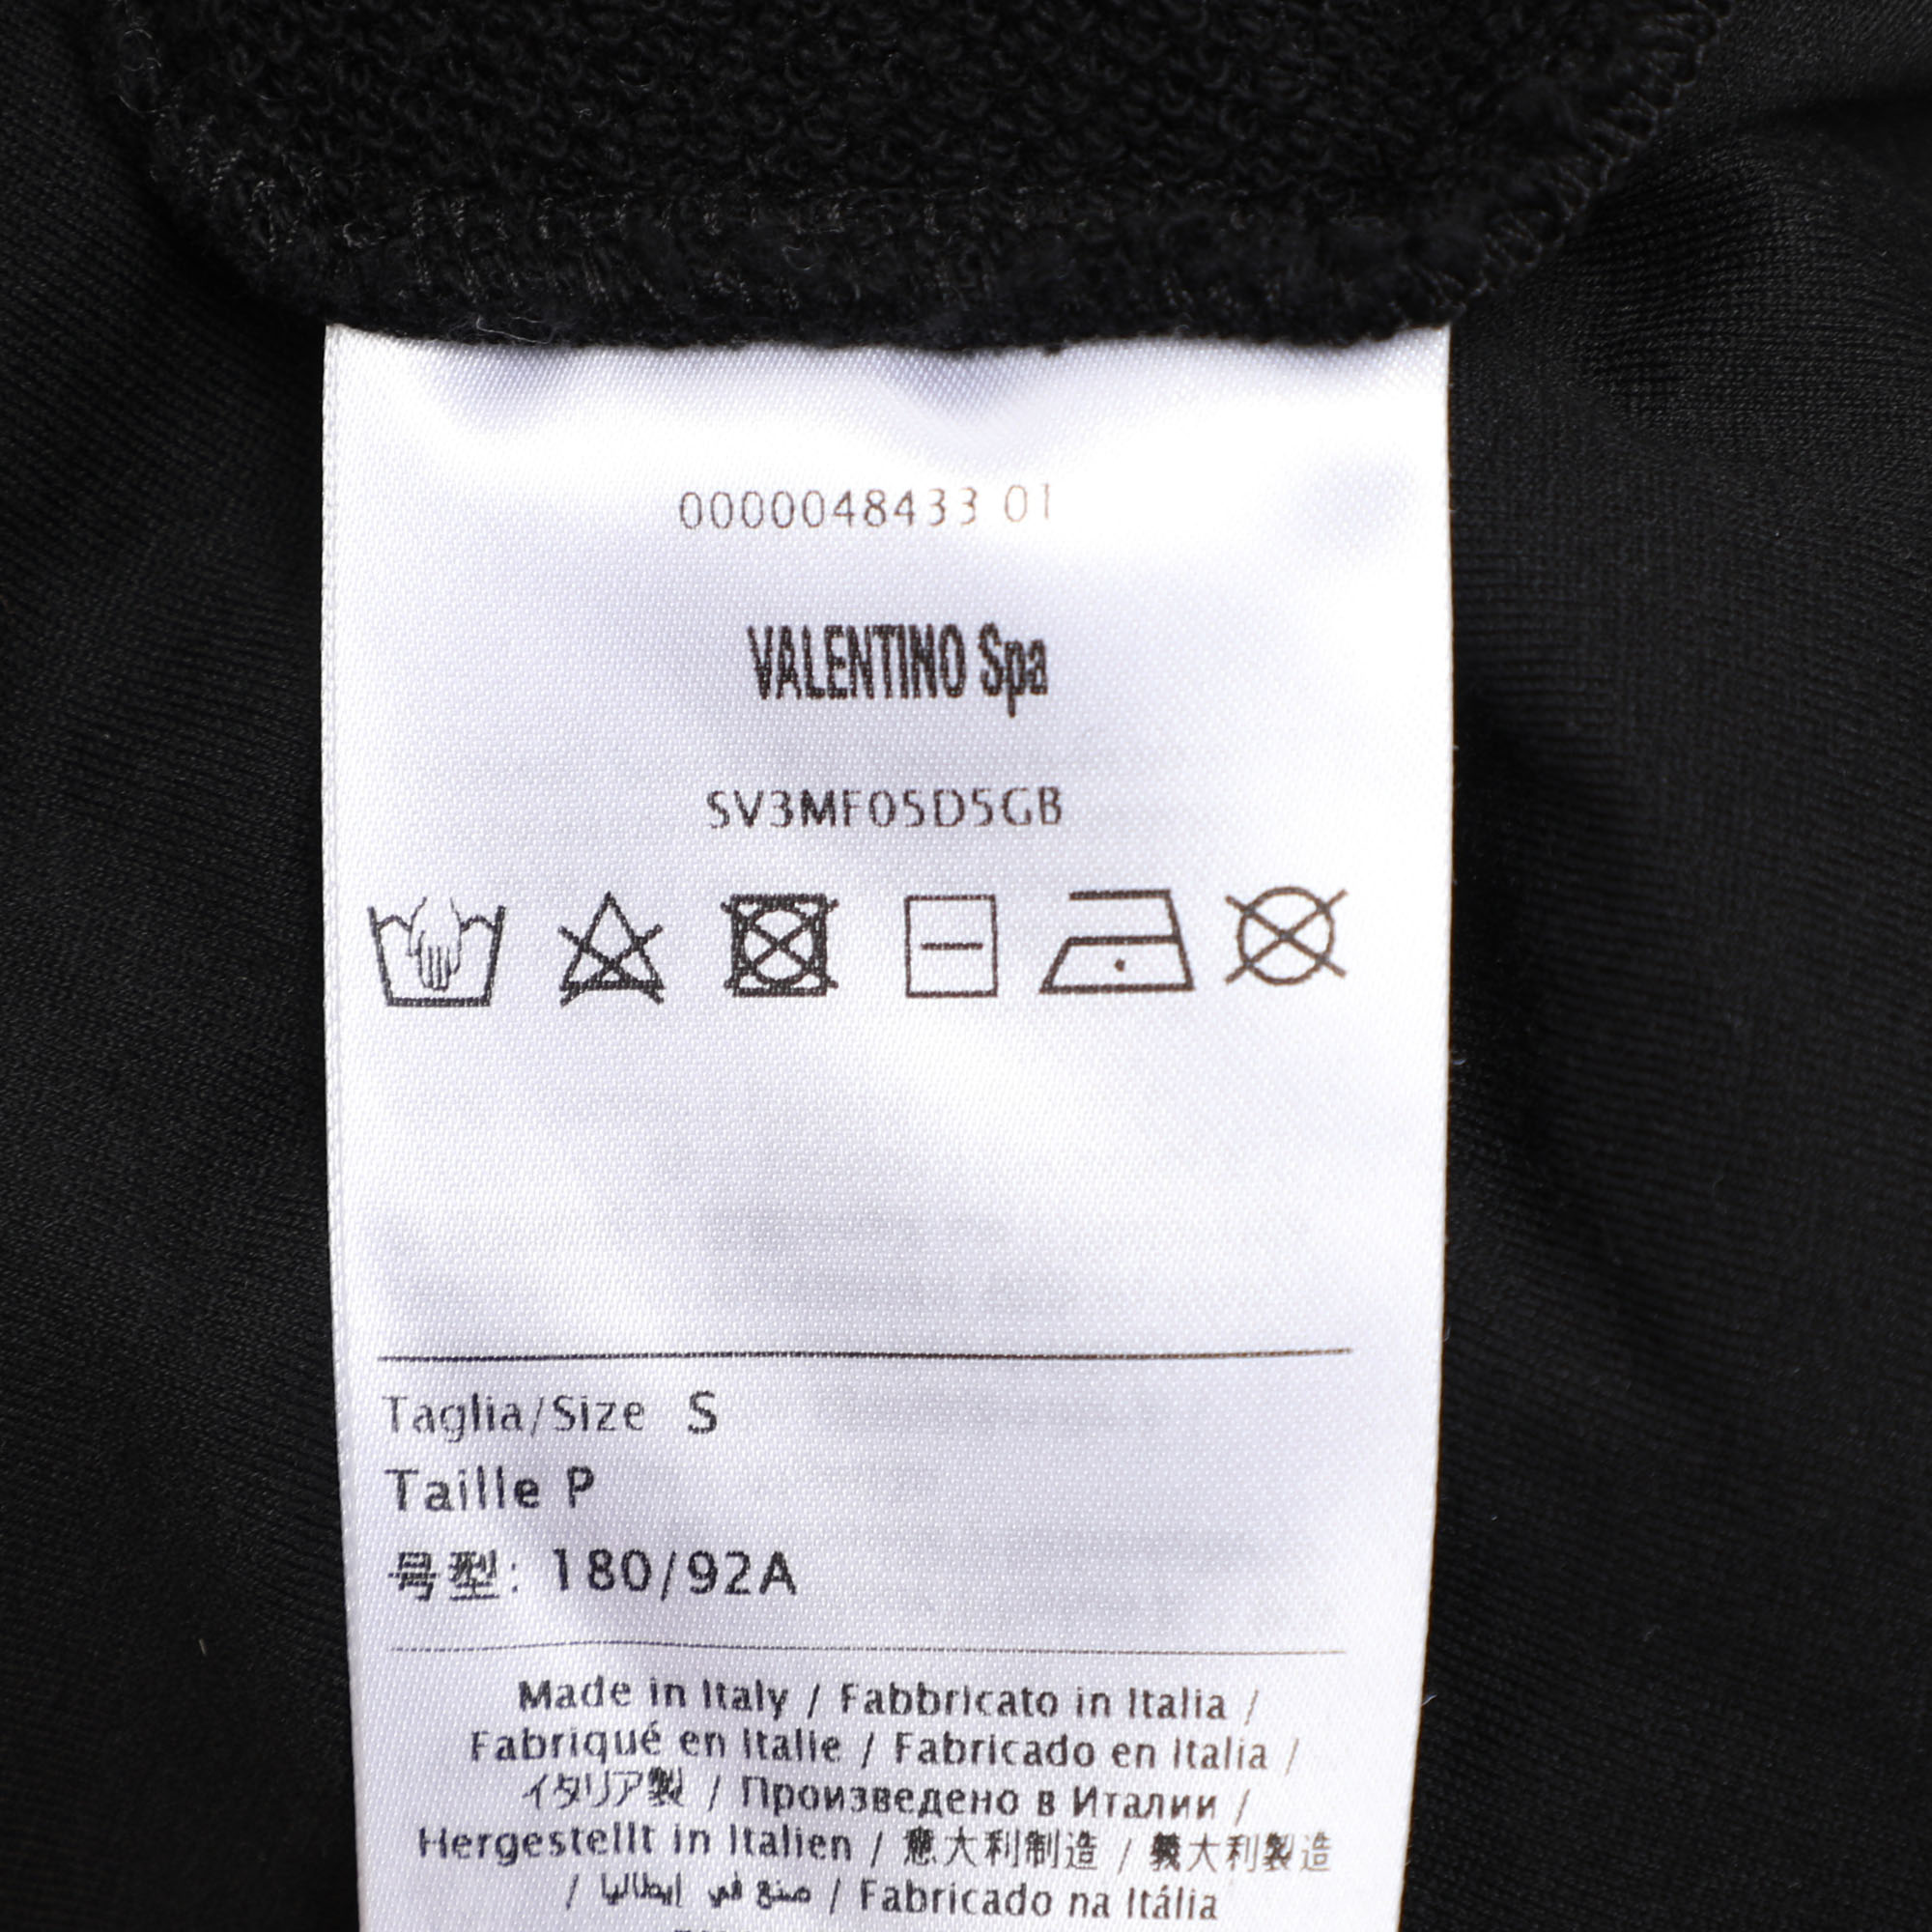 0000048433 01
VALENTINO Spa
SV3MF05D5GB
Taglia/Size S
Taille P
号型: 180/92A
Made in Italy / Fabbricato in Italia /
Fabriqué en Italie / Fabricado en Italia /
イタリア製 / Произведено в Италии /
Hergestellt in Italien / 意大利制造 / 義大利製造
/ صنع في إيطاليا / Fabricado na Itália